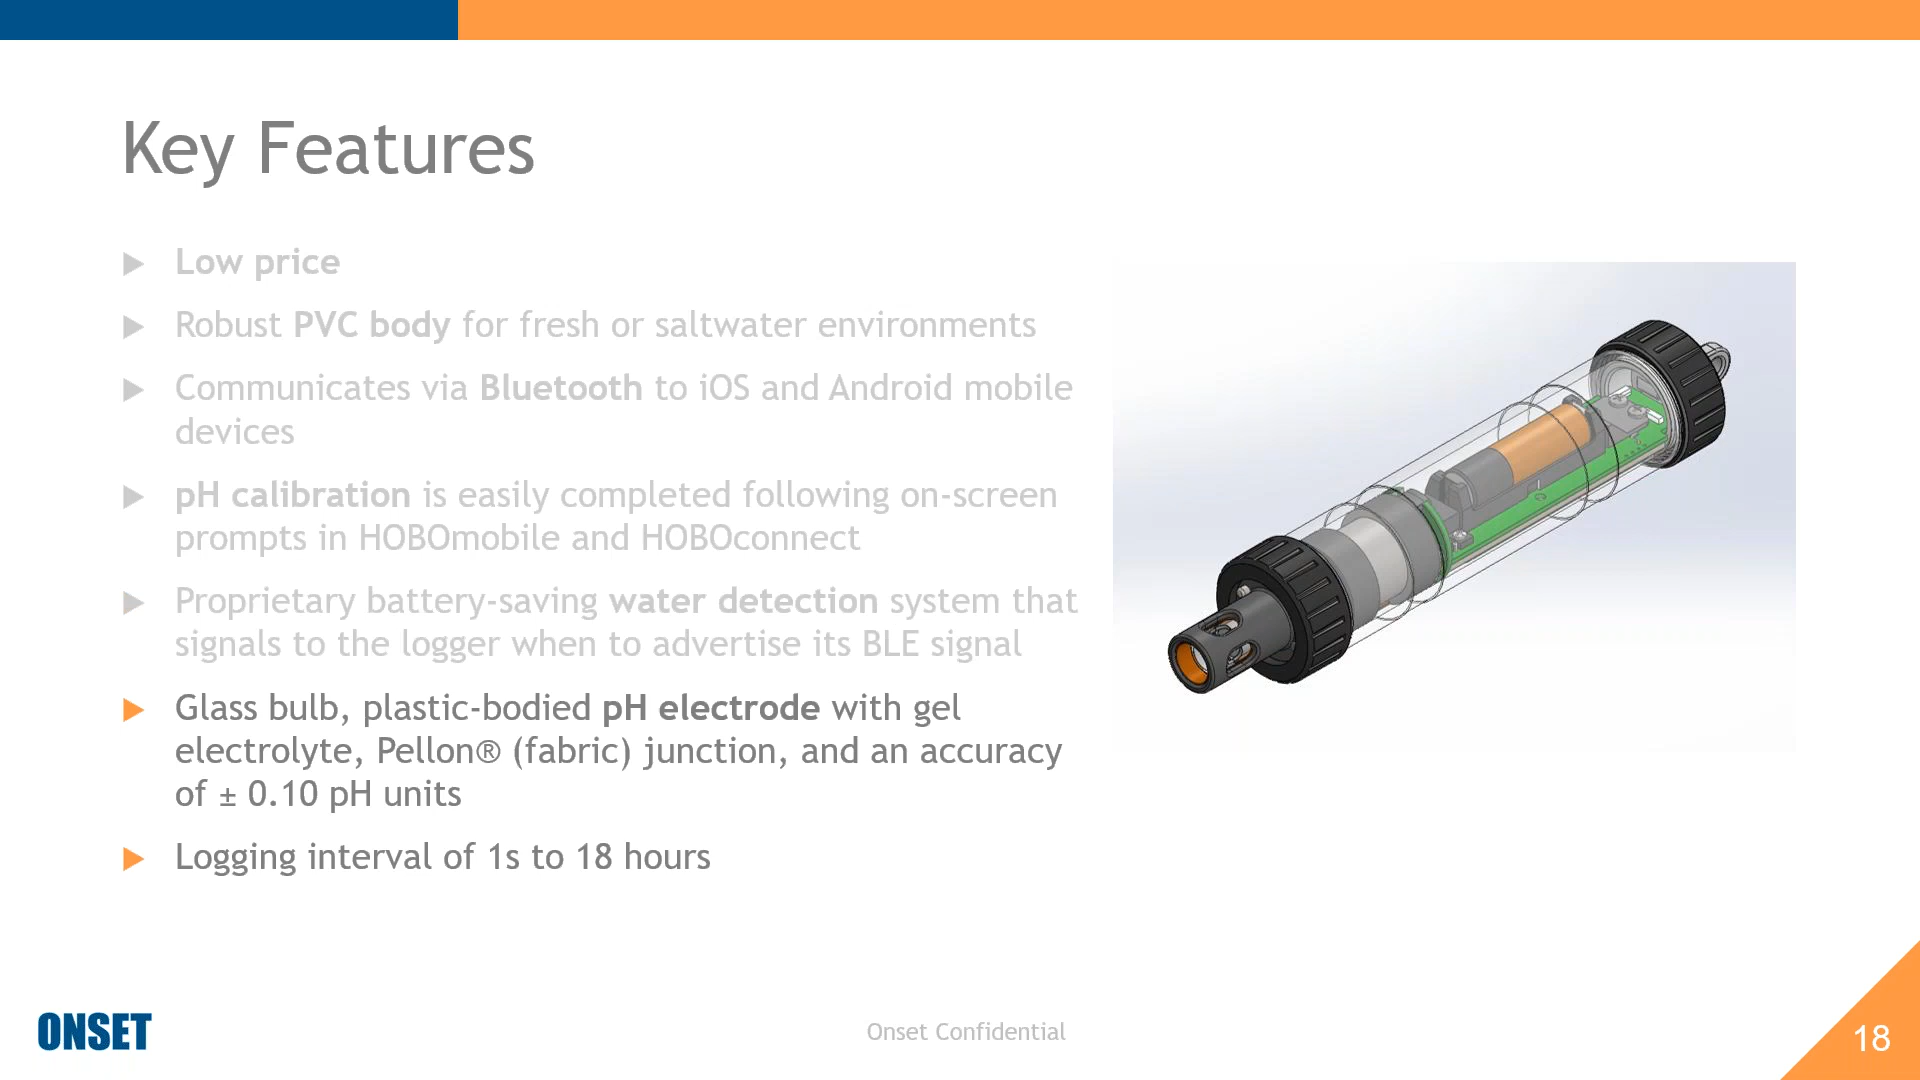 Key Features
Low price
Robust PVC body for fresh or saltwater environments
Communicates via Bluetooth to iOS and Android mobile
devices
pH calibration is easily completed following on-screen
prompts in HOBOmobile and HOBOconnect
Proprietary battery-saving water detection system that
signals to the logger when to advertise its BLE signal
Glass bulb, plastic-bodied pH electrode with gel
electrolyte, Pellon® (fabric) junction, and an accuracy
of ± 0.10 pH units
Logging interval of 1s to 18 hours
ONSET
Onset Confidential
18